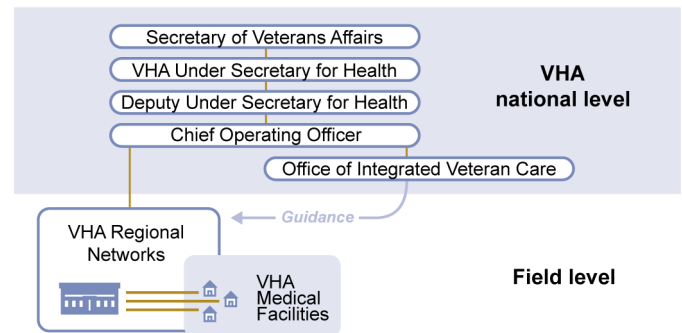 Secretary of Veterans Affairs
VHA Under Secretary for Health
Deputy Under Secretary for Health
Chief Operating Officer
Office of Integrated Veteran Care
VHA
national level
Guidance
VHA Regional
Networks
VHA
Medical
Facilities
Field level